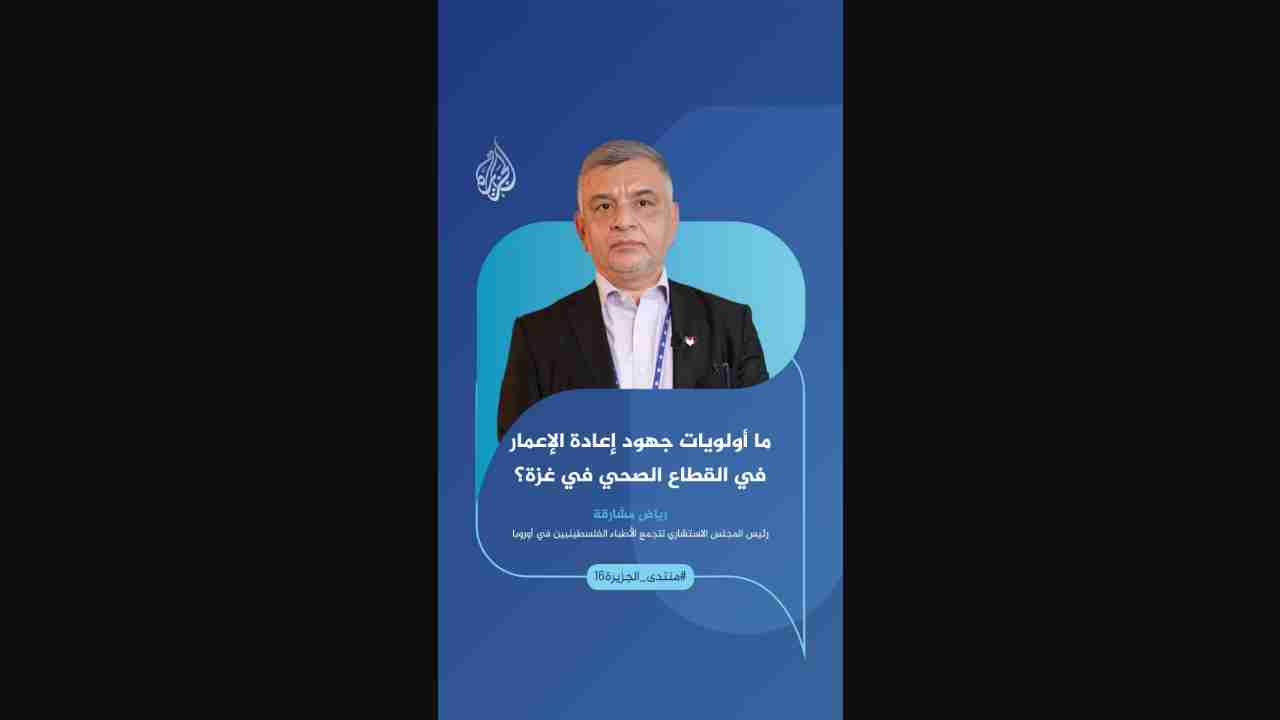 الجزيرة
ما أولويات جهود إعادة الإعمار
في القطاع الصحي في غزة؟
رياض مشارقة
رئيس المجلس الاستشاري لتجمع الأطباء الفلسطينيين في أوروبا
#منتدى_الجزيرة16